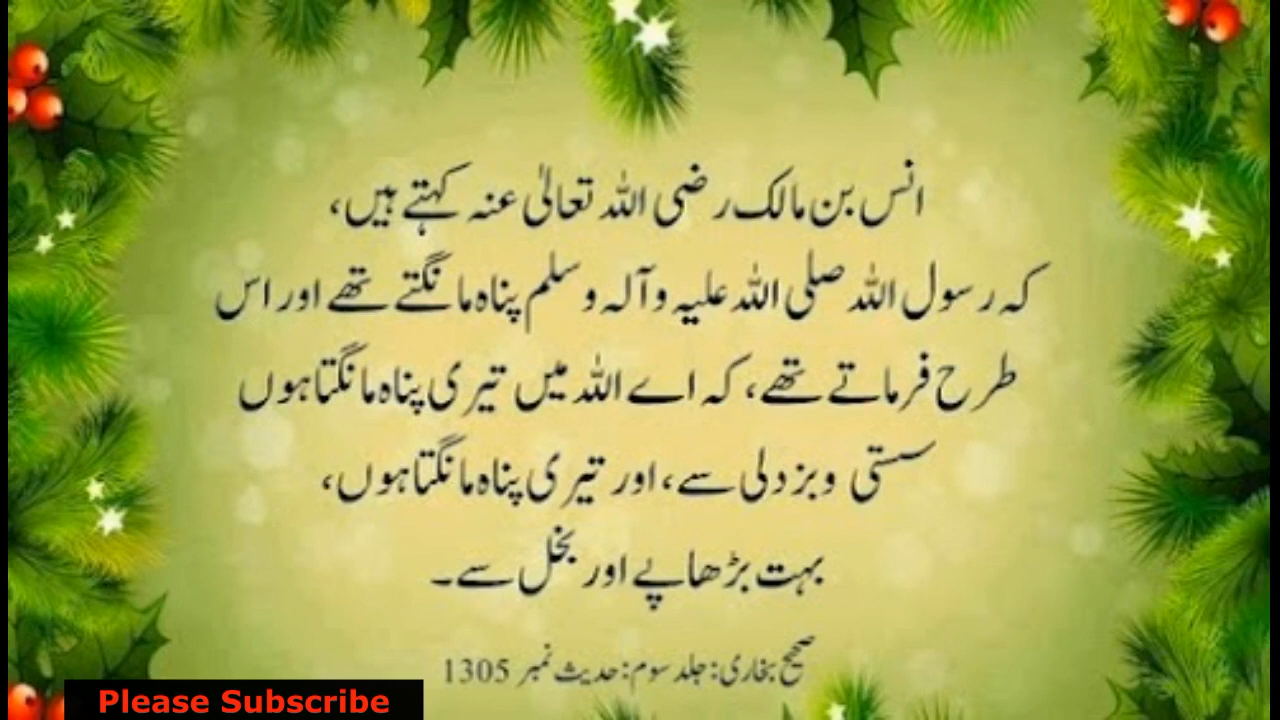 انس بن مالک رضی اللہ تعالیٰ عنہ کہتے ہیں،
کہ رسول اللہ صلی اللہ علیہ وآلہ وسلم پناہ مانگتے تھے اور اس
طرح فرماتے تھے، کہ اے اللہ میں تیری پناہ مانگتا ہوں
سستی و بزدلی سے، اور تیری پناہ مانگتا ہوں،
بہت بڑھاپے اور بخل سے۔
صحیح بخاری: جلد سوم: حدیث نمبر 1305
Please Subscribe